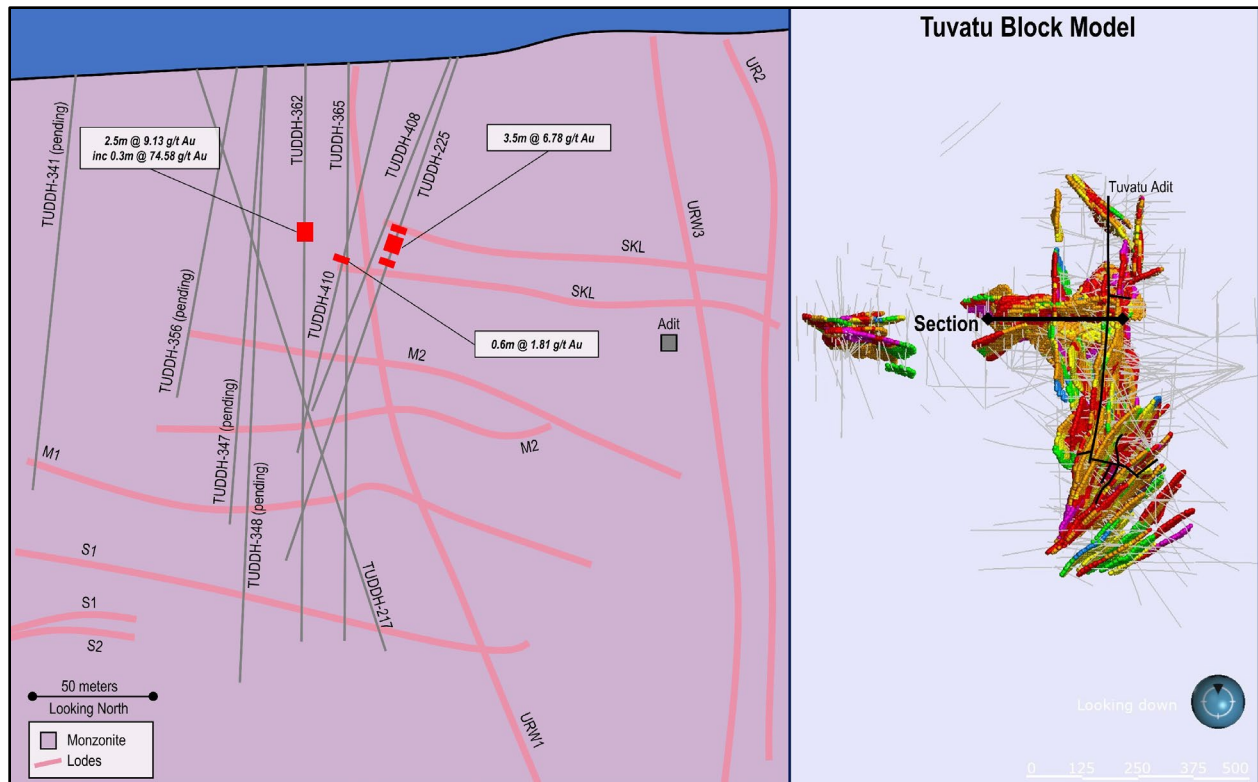 Tuvatu Block Model
UR2
TUDDH-341 (pending)
2.5m @ 9.13 g/t Au
inc 0.3m @ 74.58 g/t Au
TUDDH-362
TUDDH-365
TUDDH-408
TUDDH-225
3.5m @ 6.78 g/t Au
URW3
Tuvatu Adit
SKL
SKL
TUDDH-410
TUDDH-356 (pending)
0.6m @ 1.81 g/t Au
Adit
Section
M2
M2
M1
TUDDH-347 (pending)
TUDDH-348 (pending)
S1
TUDDH-217
S1
S2
URW1
50 meters
Looking North
Monzonite
Lodes
Looking down
0 125 250 375 500